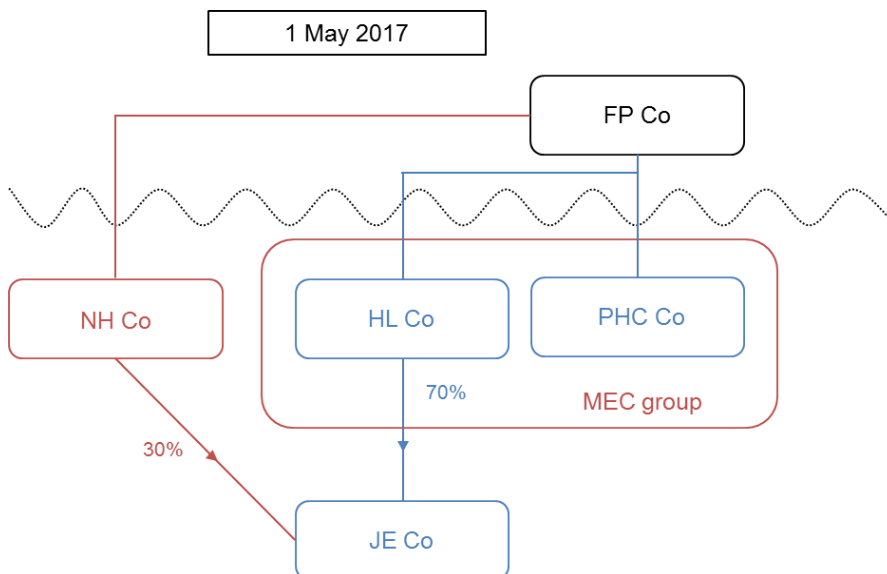 1 May 2017
FP Co
NH Co
HL Co
PHC Co
70%
MEC group
30%
JE Co